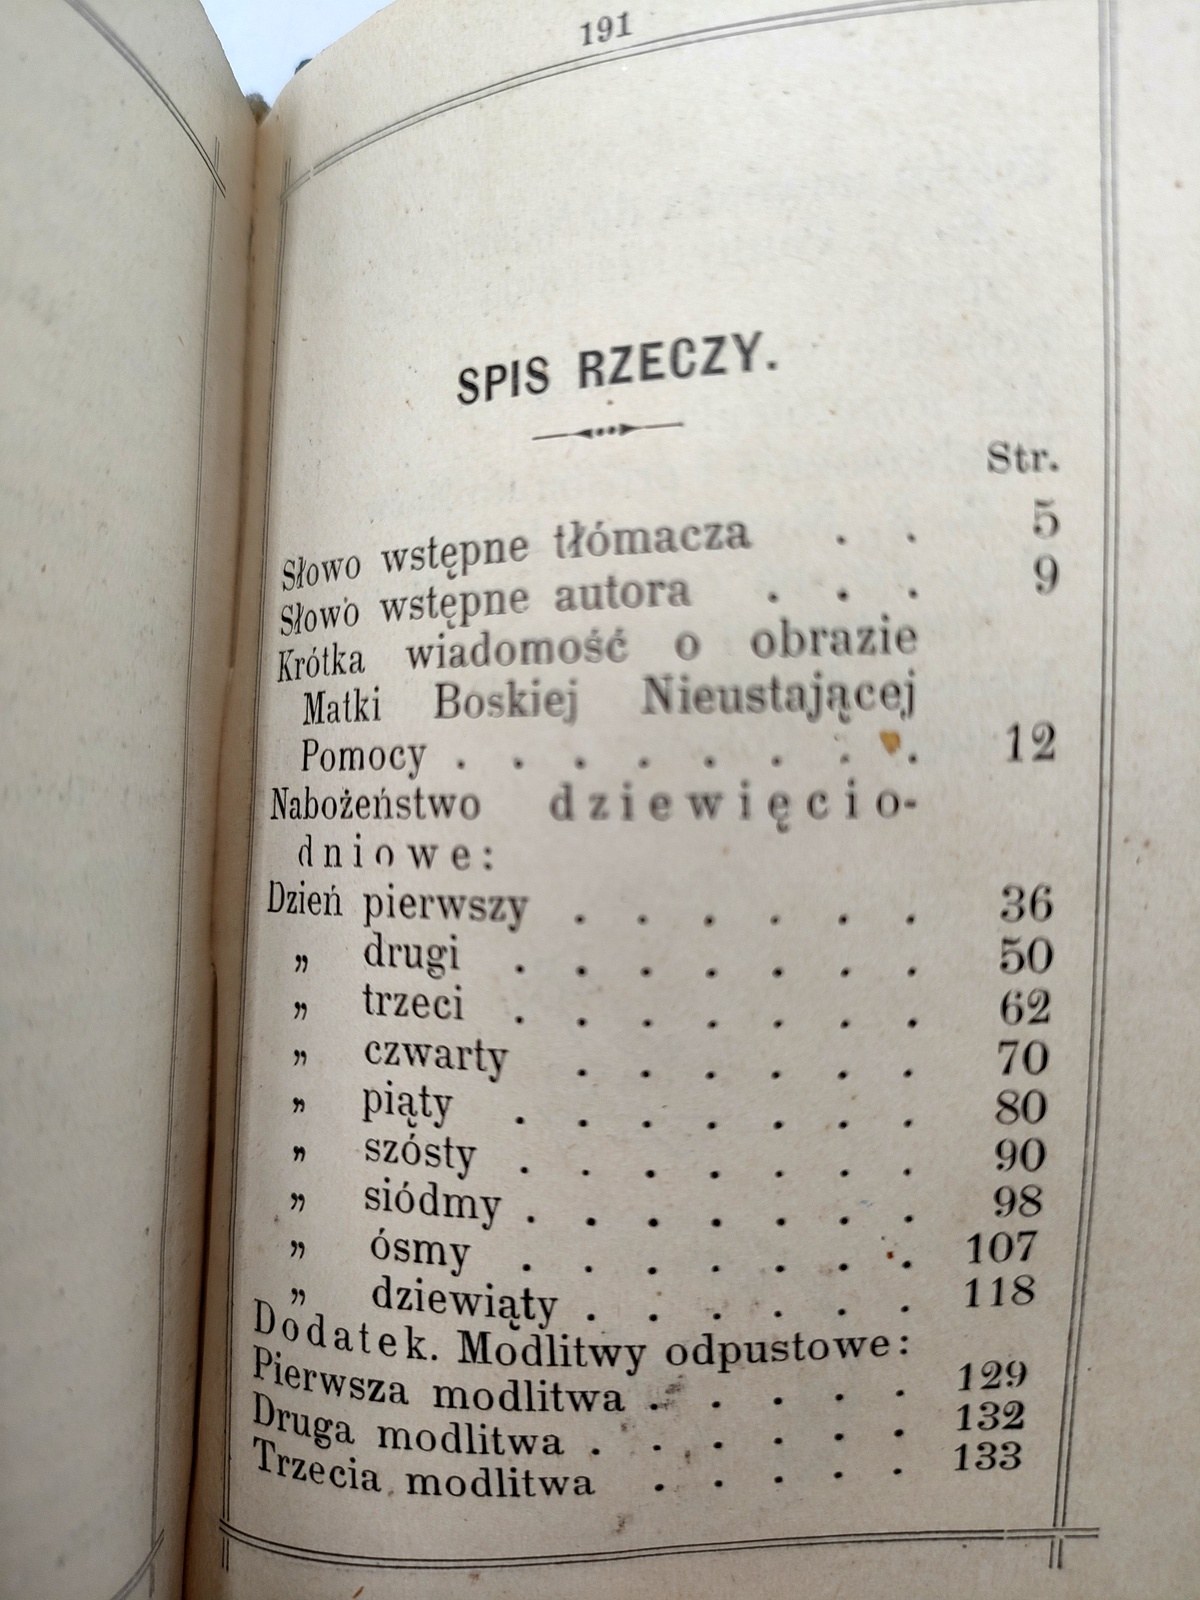 191
SPIS RZECZY.
Str.
Słowo wstępne tłómacza . . 5
Słowo wstępne autora . . . 9
Krótka wiadomość o obrazie
Matki Boskiej Nieustającej
Pomocy . . . . . . . . 12
Nabożeństwo dziewięcio-
dniowe:
Dzień pierwszy . . . . . . 36
„ drugi . . . . . . . 50
„ trzeci . . . . . . . 62
„ czwarty . . . . . . 70
„ piąty . . . . . . . 80
„ szósty . . . . . . . 90
„ siódmy . . . . . . . 98
„ ósmy . . . . . . . 107
„ dziewiąty . . . . . . 118
Dodatek. Modlitwy odpustowe:
Pierwsza modlitwa . . . . . 129
Druga modlitwa . . . . . . 132
Trzecia modlitwa . . . . . 133